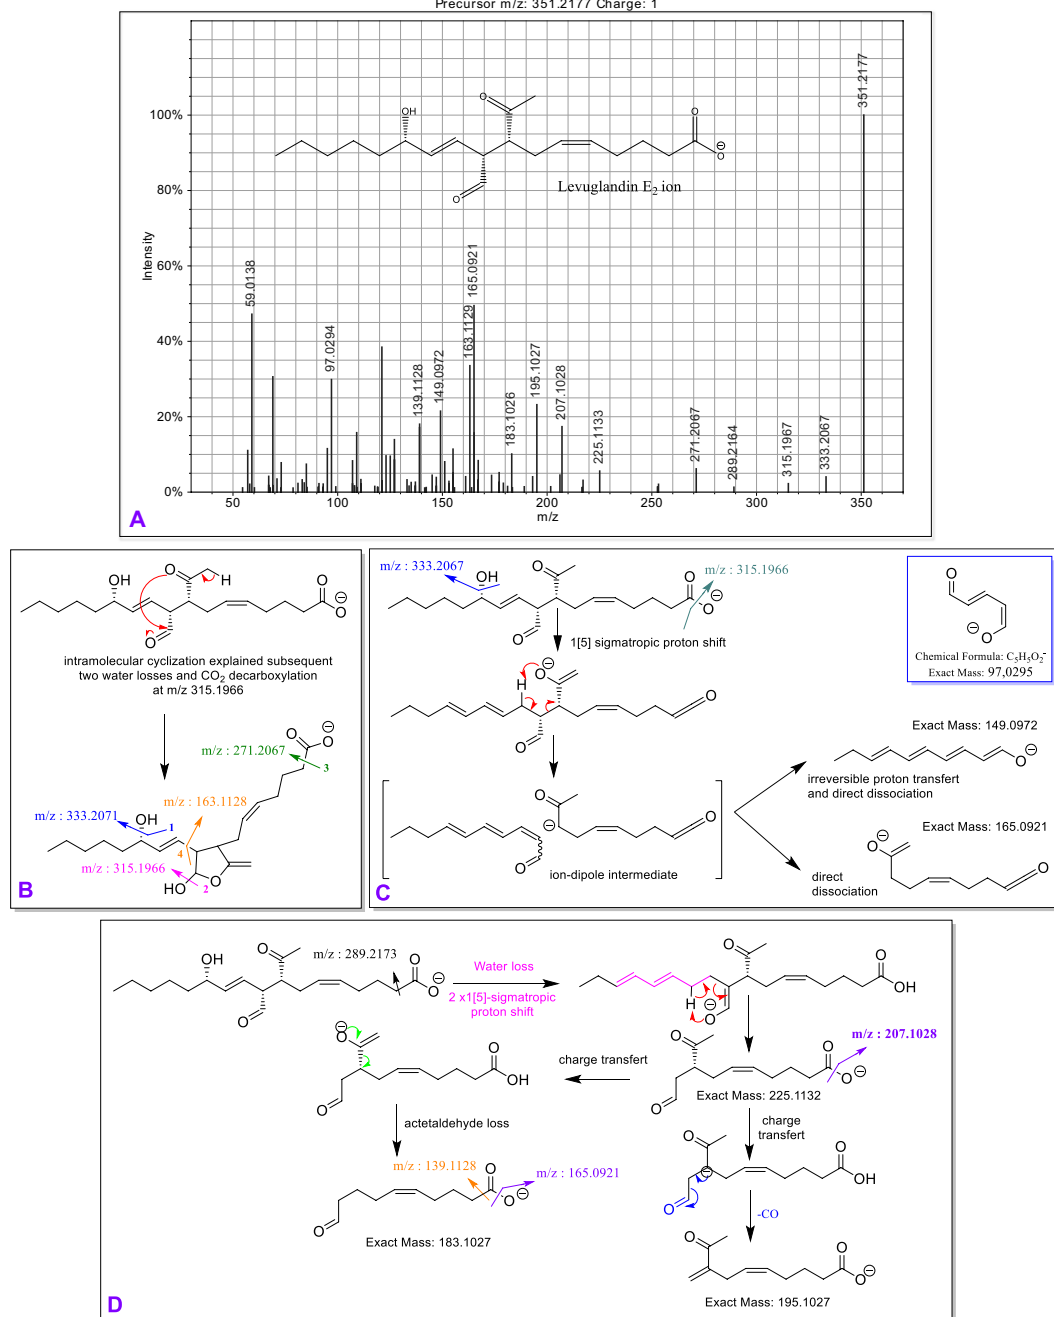 Precursor m/z: 351.2177 Charge: 1
351.2177
100%
80%
60%
40%
20%
0%
Intensity
OH
O
O
O
O
⊖
Levuglandin E2 ion
59.0138
97.0294
139.1128
149.0972
163.1129
165.0921
183.1026
195.1027
207.1028
225.1133
271.2067
289.2164
315.1967
333.2067
50
100
150
200
250
300
350
m/z
A
OH
O
H
O
O
⊖
O
intramolecular cyclization explained subsequent
two water losses and CO2 decarboxylation
at m/z 315.1966
O
O
⊖
m/z : 271.2067
3
m/z : 163.1128
m/z : 333.2071
OH
1
4
m/z : 315.1966
HO
2
O
B
m/z : 333.2067
OH
O
m/z : 315.1966
O
O
⊖
O
1[5] sigmatropic proton shift
O
⊖
H
O
O
O
O
⊖
O
O
ion-dipole intermediate
C
O
⊖
O
Chemical Formula: C5H5O2-
Exact Mass: 97,0295
Exact Mass: 149.0972
O
⊖
irreversible proton transfert
and direct dissociation
Exact Mass: 165.0921
⊖
O
O
direct
dissociation
OH
O
m/z : 289.2173
O
O
⊖
O
Water loss
2 x1[5]-sigmatropic
proton shift
O
O
OH
H
⊖
O
m/z : 207.1028
O
O
O
⊖
O
Exact Mass: 225.1132
charge transfert
⊖
O
O
OH
O
actetaldehyde loss
m/z : 139.1128
m/z : 165.0921
O
O
⊖
O
Exact Mass: 183.1027
charge
transfert
O
⊖
O
OH
O
-CO
O
O
O
⊖
Exact Mass: 195.1027
D